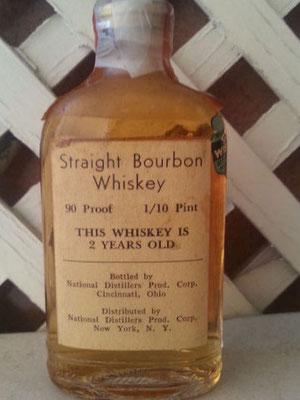 Straight Bourbon
Whiskey
90 Proof 1/10 Pint
THIS WHISKEY IS
2 YEARS OLD
Bottled by
National Distillers Prod. Corp.
Cincinnati, Ohio
Distributed by
National Distillers Prod. Corp.
New York, N. Y.